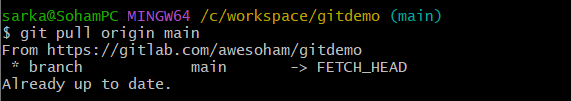 sarka@SohamPC MINGW64 /c/workspace/gitdemo (main)
$ git pull origin main
From https://gitlab.com/awesoham/gitdemo
 * branch            main       -> FETCH_HEAD
Already up to date.